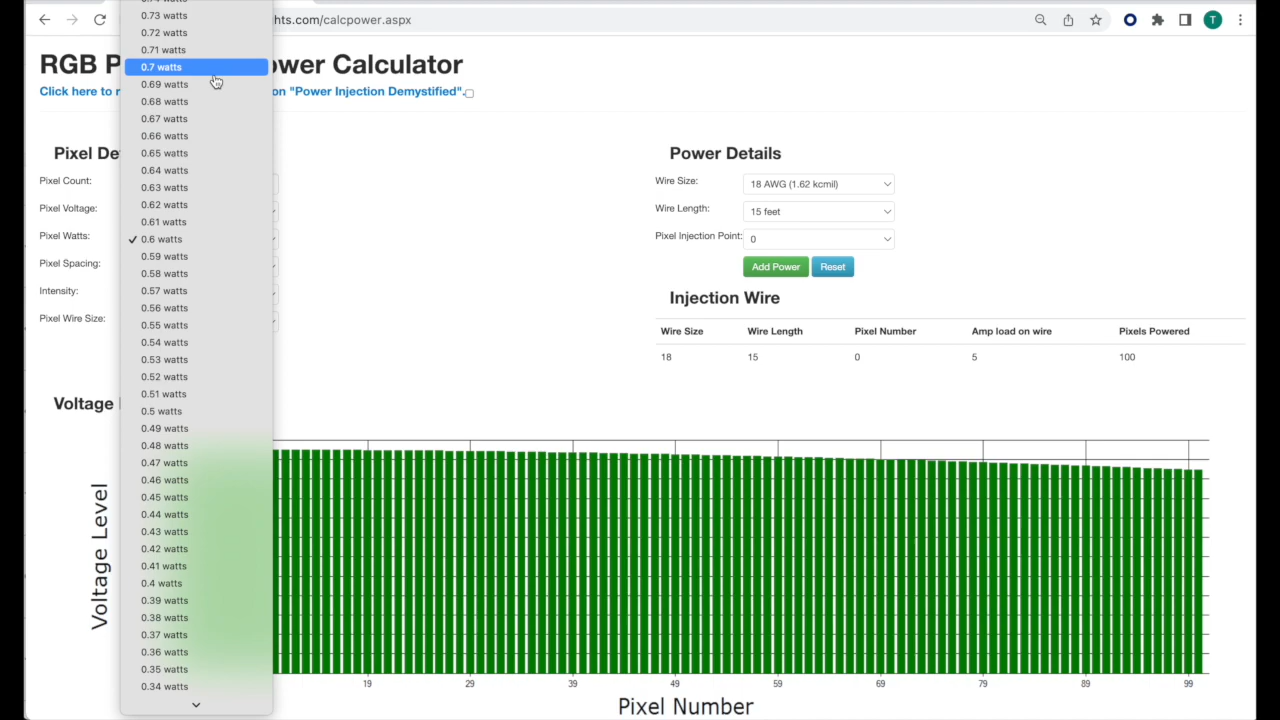 hts.com/calcpower.aspx
T
RGB P
ower Calculator
Click here to r
on "Power Injection Demystified".
0.73 watts
0.72 watts
0.71 watts
0.7 watts
0.69 watts
0.68 watts
0.67 watts
0.66 watts
0.65 watts
0.64 watts
0.63 watts
0.62 watts
0.61 watts
0.6 watts
0.59 watts
0.58 watts
0.57 watts
0.56 watts
0.55 watts
0.54 watts
0.53 watts
0.52 watts
0.51 watts
0.5 watts
0.49 watts
0.48 watts
0.47 watts
0.46 watts
0.45 watts
0.44 watts
0.43 watts
0.42 watts
0.41 watts
0.4 watts
0.39 watts
0.38 watts
0.37 watts
0.36 watts
0.35 watts
0.34 watts
Pixel De
Pixel Count:
Pixel Voltage:
Pixel Watts:
Pixel Spacing:
Intensity:
Pixel Wire Size:
Power Details
Wire Size: 18 AWG (1.62 kcmil)
Wire Length: 15 feet
Pixel Injection Point: 0
Add Power Reset
Injection Wire
Wire Size Wire Length Pixel Number Amp load on wire Pixels Powered
18 15 0 5 100
Voltage
Voltage Level
19 29 39 49 59 69 79 89 99
Pixel Number